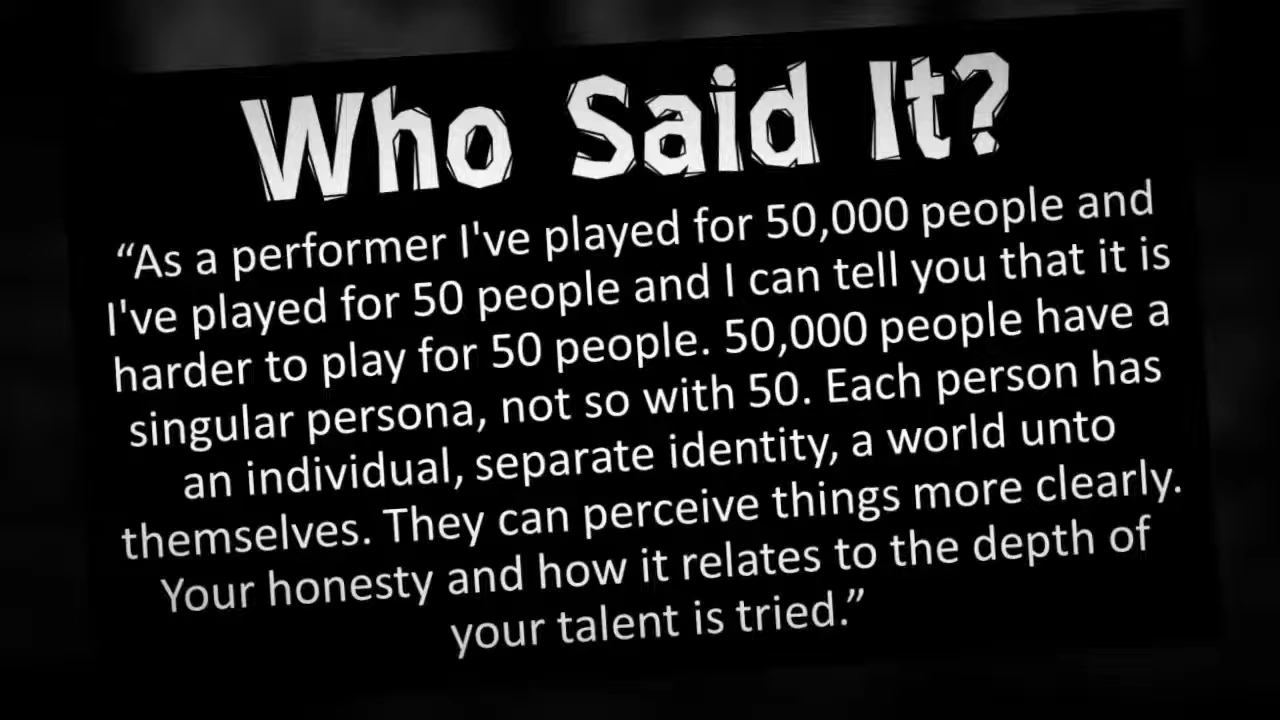 Who Said It?
“As a performer I've played for 50,000 people and
I've played for 50 people and I can tell you that it is
harder to play for 50 people. 50,000 people have a
singular persona, not so with 50. Each person has
an individual, separate identity, a world unto
themselves. They can perceive things more clearly.
Your honesty and how it relates to the depth of
your talent is tried.”